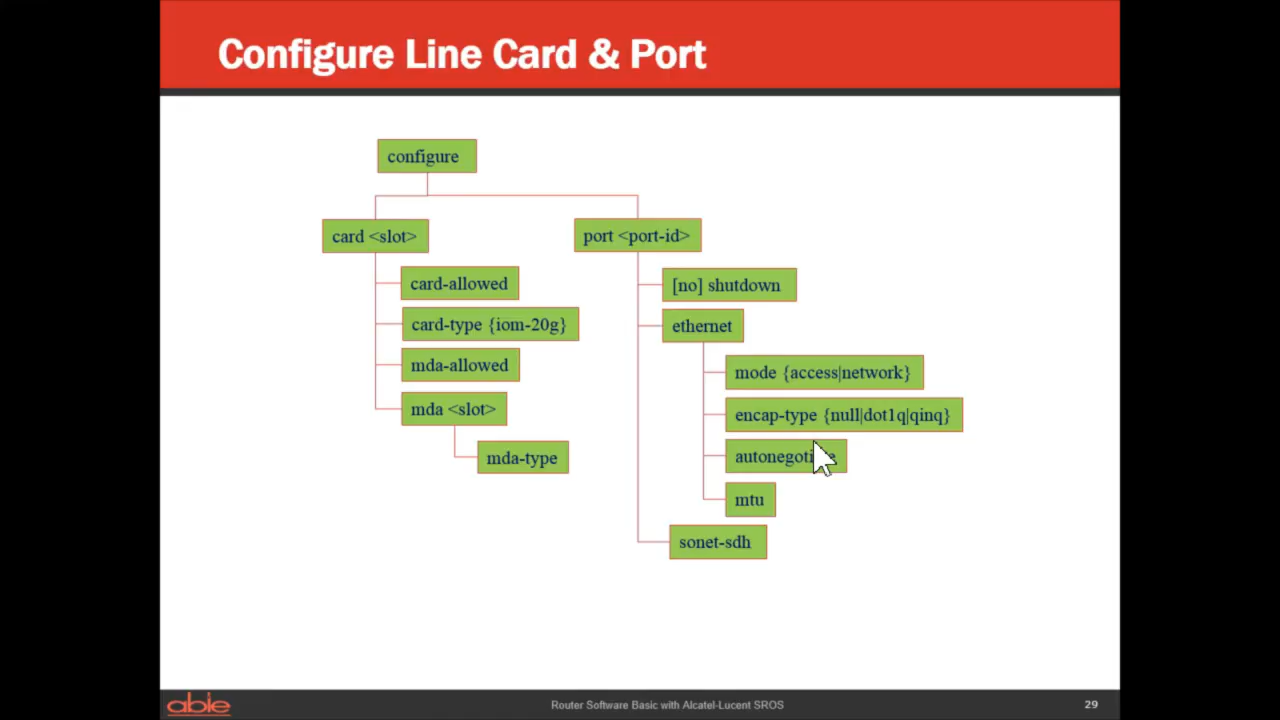 Configure Line Card & Port
configure
card <slot>
card-allowed
card-type {iom-20g}
mda-allowed
mda <slot>
mda-type
port <port-id>
[no] shutdown
ethernet
mode {access|network}
encap-type {null|dot1q|qinq}
mtu
sonet-sdh
abie
Router Software Basic with Alcatel-Lucent SROS
29